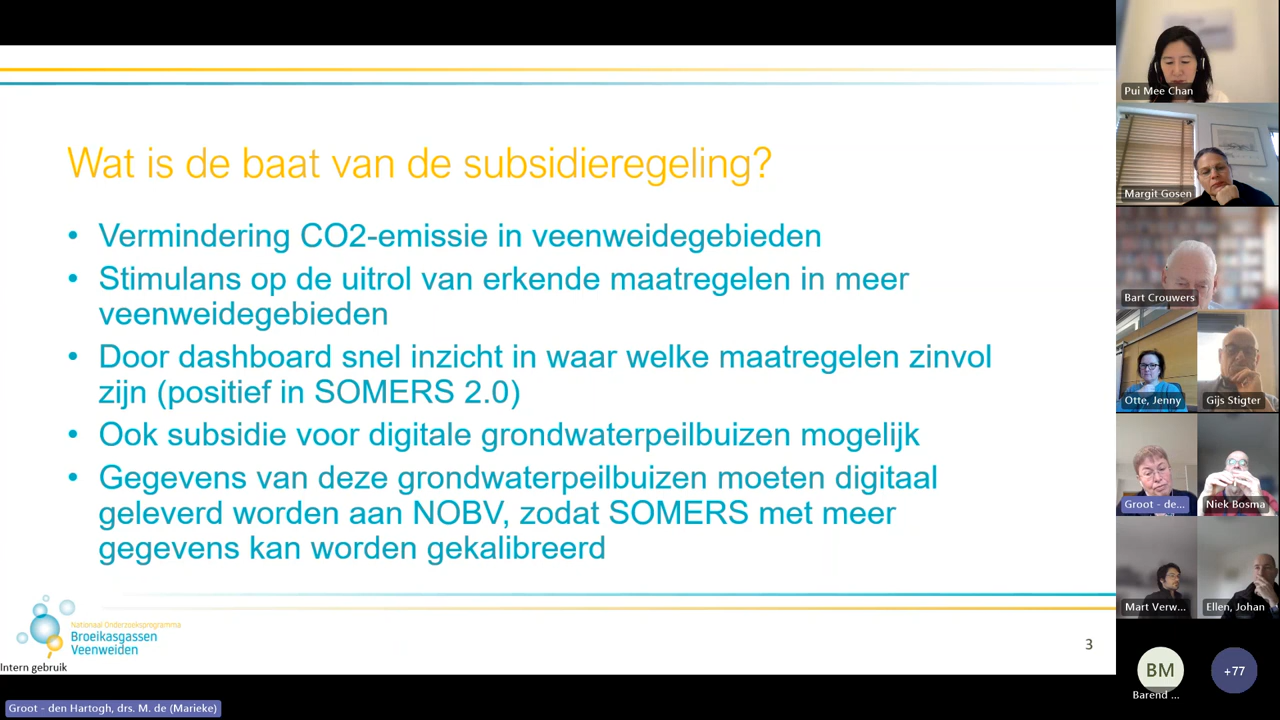 Wat is de baat van de subsidieregeling?
• Vermindering CO2-emissie in veenweidegebieden
• Stimulans op de uitrol van erkende maatregelen in meer
veenweidegebieden
• Door dashboard snel inzicht in waar welke maatregelen zinvol
zijn (positief in SOMERS 2.0)
• Ook subsidie voor digitale grondwaterpeilbuizen mogelijk
• Gegevens van deze grondwaterpeilbuizen moeten digitaal
geleverd worden aan NOBV, zodat SOMERS met meer
gegevens kan worden gekalibreerd
Nationaal Onderzoeksprogramma
Broeikasgassen
Veenweiden
3
Intern gebruik
Groot - den Hartogh, drs. M. de (Marieke)
Pui Mee Chan
Margit Gosen
Bart Crouwers
Otte, Jenny
Gijs Stigter
Groot - de...
Niek Bosma
Mart Verw...
Ellen, Johan
BM
Barend ...
+77